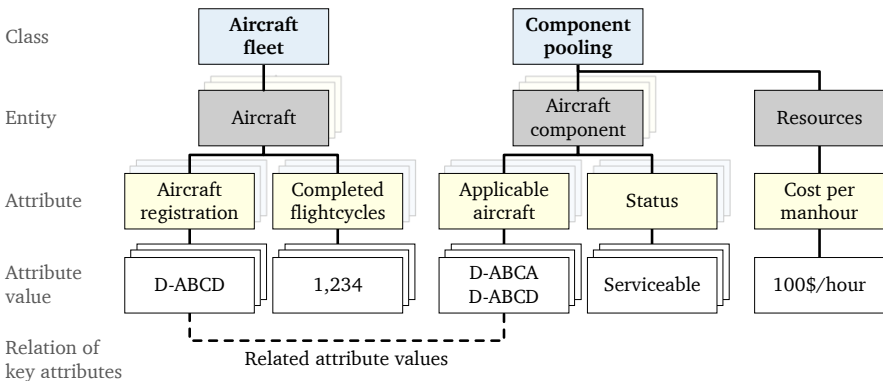 Class
Aircraft
fleet
Component
pooling
Entity
Aircraft
Aircraft
component
Resources
Attribute
Aircraft
registration
Completed
flightcycles
Applicable
aircraft
Status
Cost per
manhour
Attribute
value
D-ABCD
1,234
D-ABCA
D-ABCD
Serviceable
100$/hour
Relation of
key attributes
Related attribute values